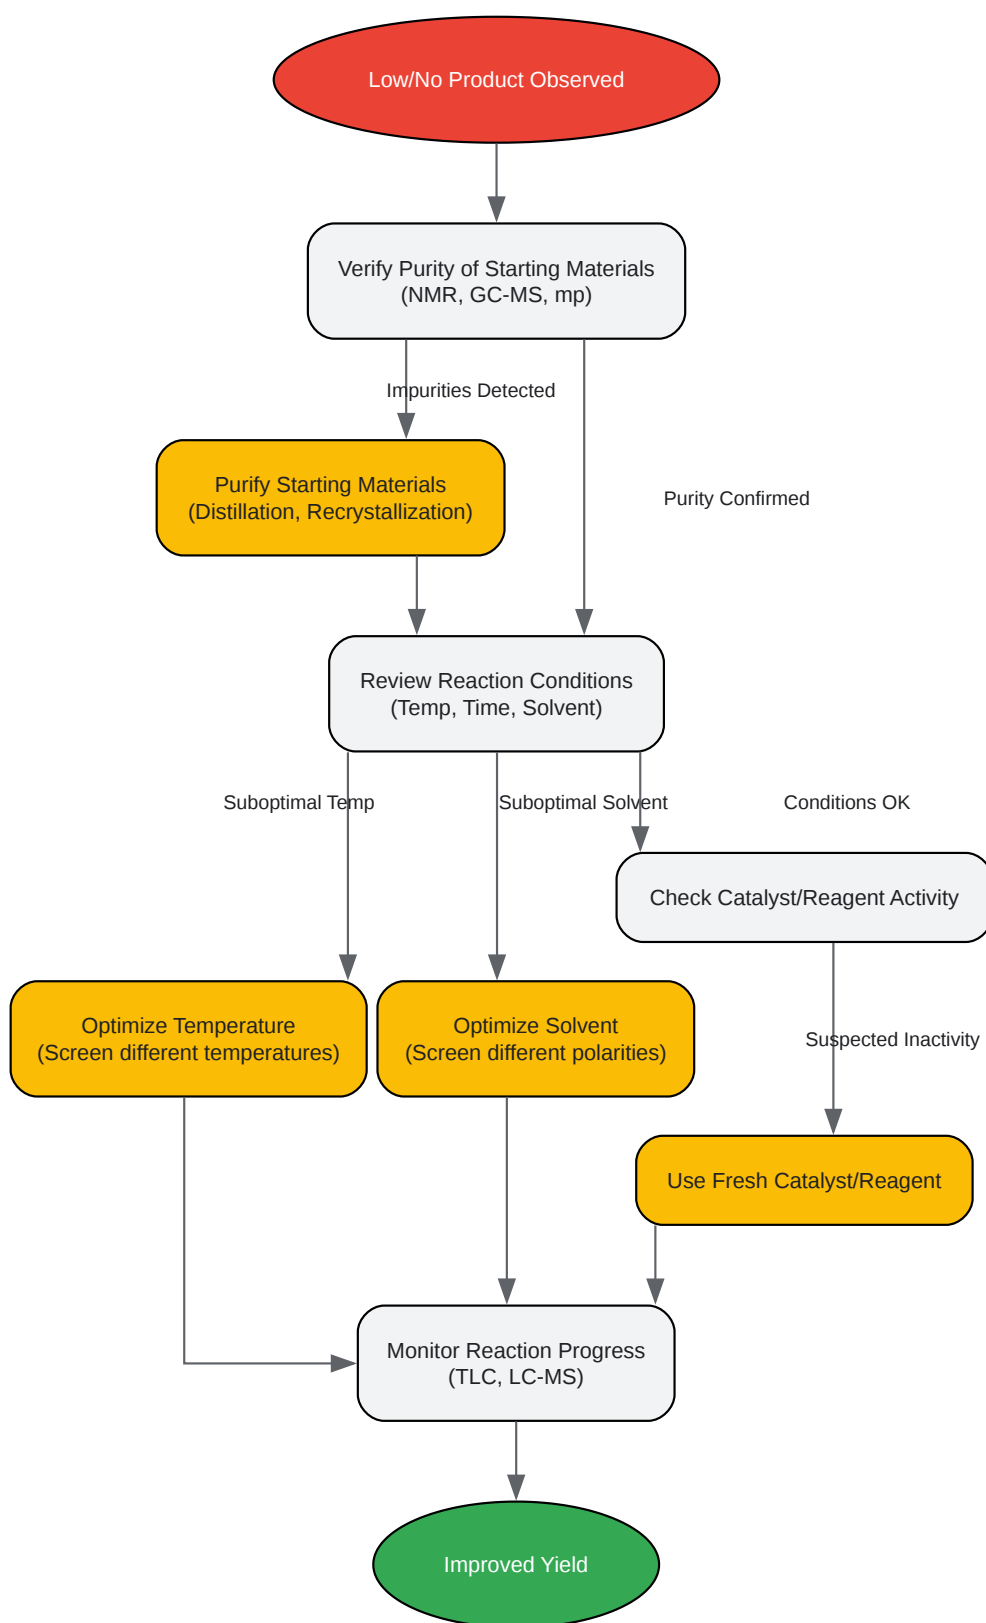 Low/No Product Observed
Verify Purity of Starting Materials
(NMR, GC-MS, mp)
Impurities Detected
Purify Starting Materials
(Distillation, Recrystallization)
Purity Confirmed
Review Reaction Conditions
(Temp, Time, Solvent)
Suboptimal Temp
Suboptimal Solvent
Conditions OK
Check Catalyst/Reagent Activity
Optimize Temperature
(Screen different temperatures)
Optimize Solvent
(Screen different polarities)
Suspected Inactivity
Use Fresh Catalyst/Reagent
Monitor Reaction Progress
(TLC, LC-MS)
Improved Yield